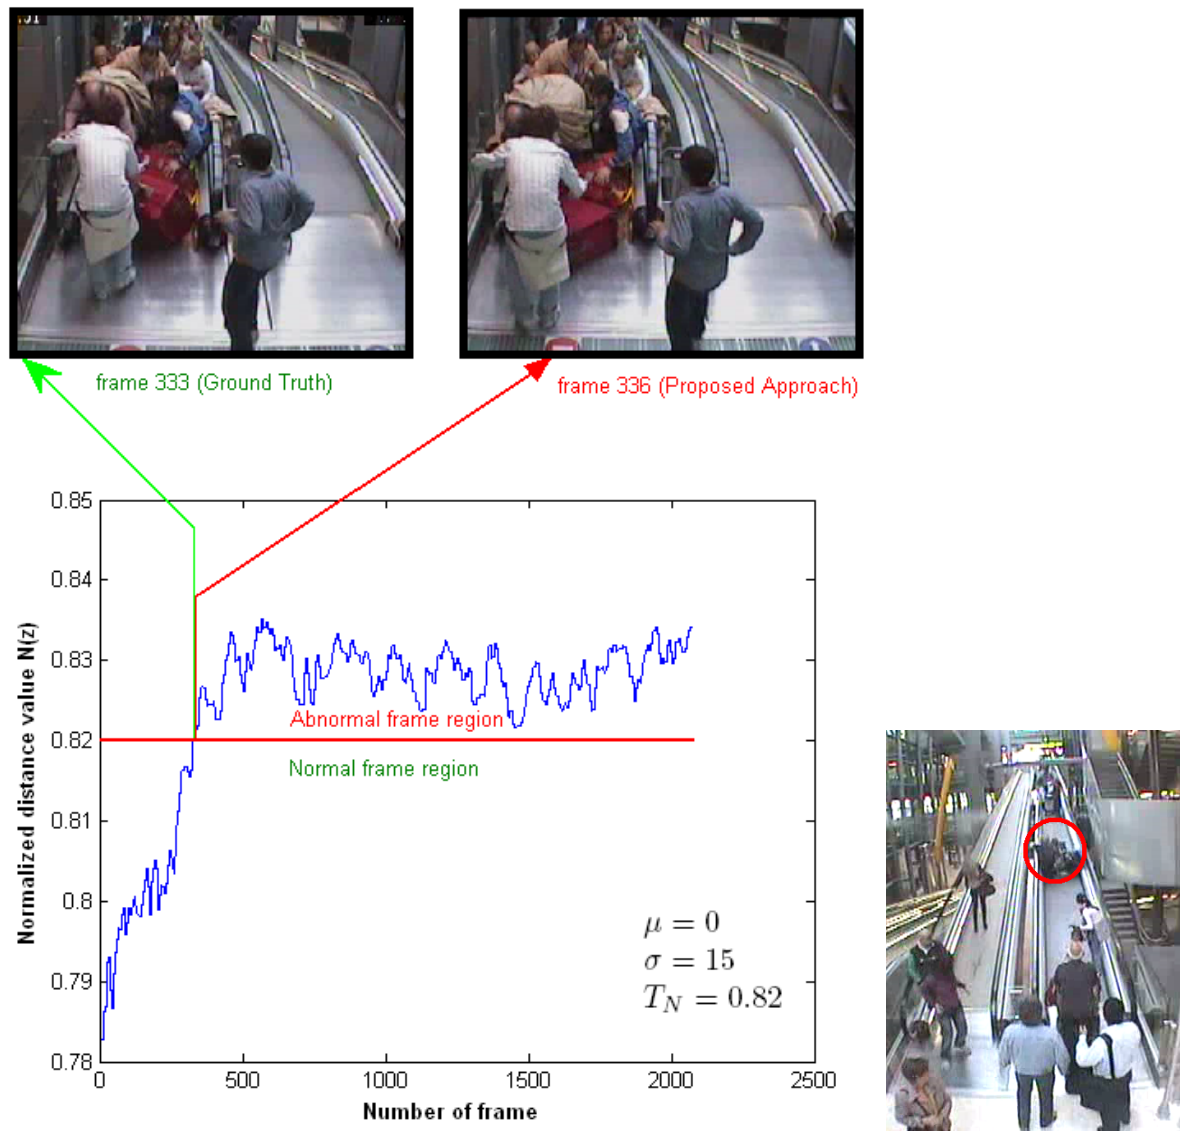 frame 333 (Ground Truth)
frame 336 (Proposed Approach)
0.85
0.84
0.83
0.82
0.81
0.8
0.79
0.78
Normalized distance value N(z)
Abnormal frame region
Normal frame region
μ = 0
σ = 15
T_N = 0.82
0
500
1000
1500
2000
2500
Number of frame